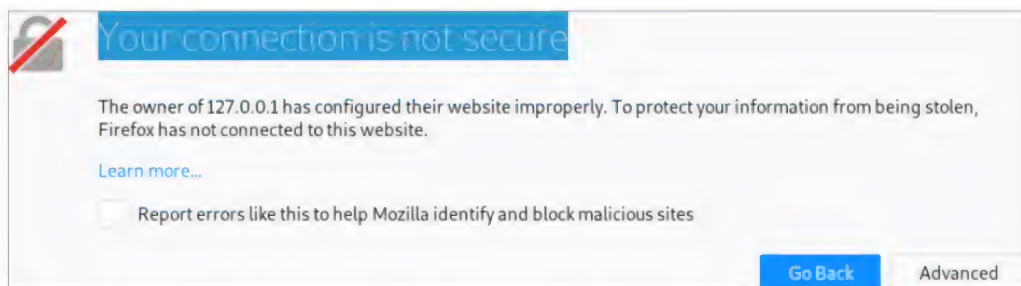 Your connection is not secure
The owner of 127.0.0.1 has configured their website improperly. To protect your information from being stolen,
Firefox has not connected to this website.
Learn more...
Report errors like this to help Mozilla identify and block malicious sites
Go Back
Advanced